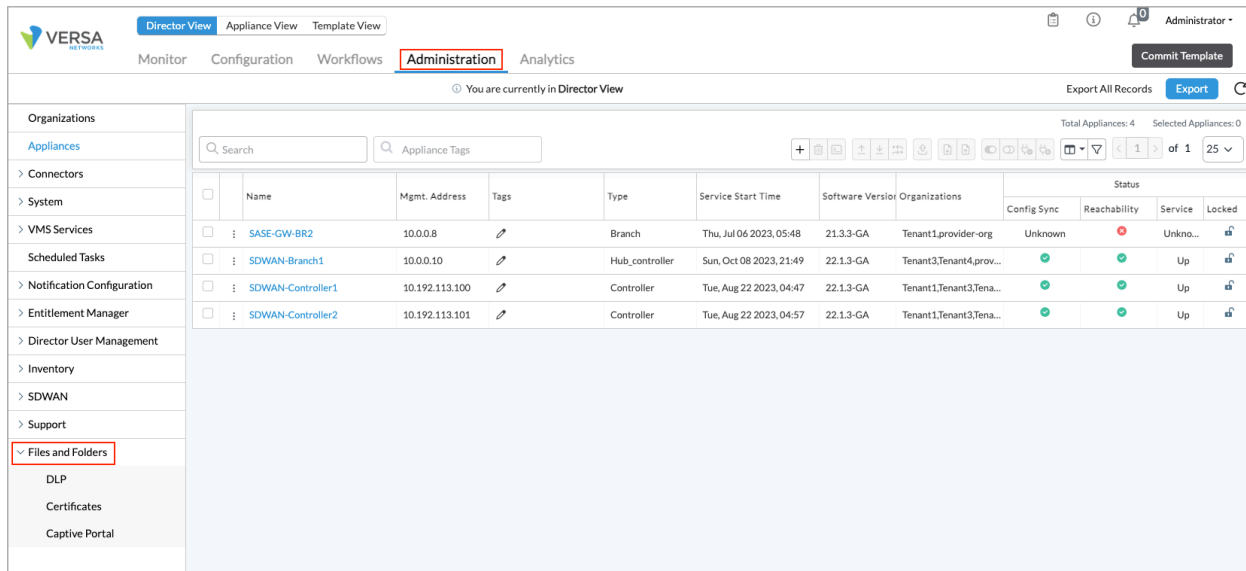 Director View Appliance View Template View 0 Administrator
VERSA
NETWORKS
Monitor Configuration Workflows Administration Analytics Commit Template
You are currently in Director View Export All Records Export
Organizations
Total Appliances: 4 Selected Appliances: 0
Appliances
Search Appliance Tags 1 of 1 25
Connectors
Status
Name Mgmt. Address Tags Type Service Start Time Software Version Organizations
System
Config Sync Reachability Service Locked
VMS Services
SASE-GW-BR2 10.0.0.8 Branch Thu, Jul 06 2023, 05:48 21.3.3-GA Tenant1,provider-org Unknown Unkno...
Scheduled Tasks
SDWAN-Branch1 10.0.0.10 Hub_controller Sun, Oct 08 2023, 21:49 22.1.3-GA Tenant3,Tenant4,prov... Up
Notification Configuration
SDWAN-Controller1 10.192.113.100 Controller Tue, Aug 22 2023, 04:47 22.1.3-GA Tenant1,Tenant3,Tena... Up
Entitlement Manager
SDWAN-Controller2 10.192.113.101 Controller Tue, Aug 22 2023, 04:57 22.1.3-GA Tenant1,Tenant3,Tena... Up
Director User Management
Inventory
SDWAN
Support
Files and Folders
DLP
Certificates
Captive Portal